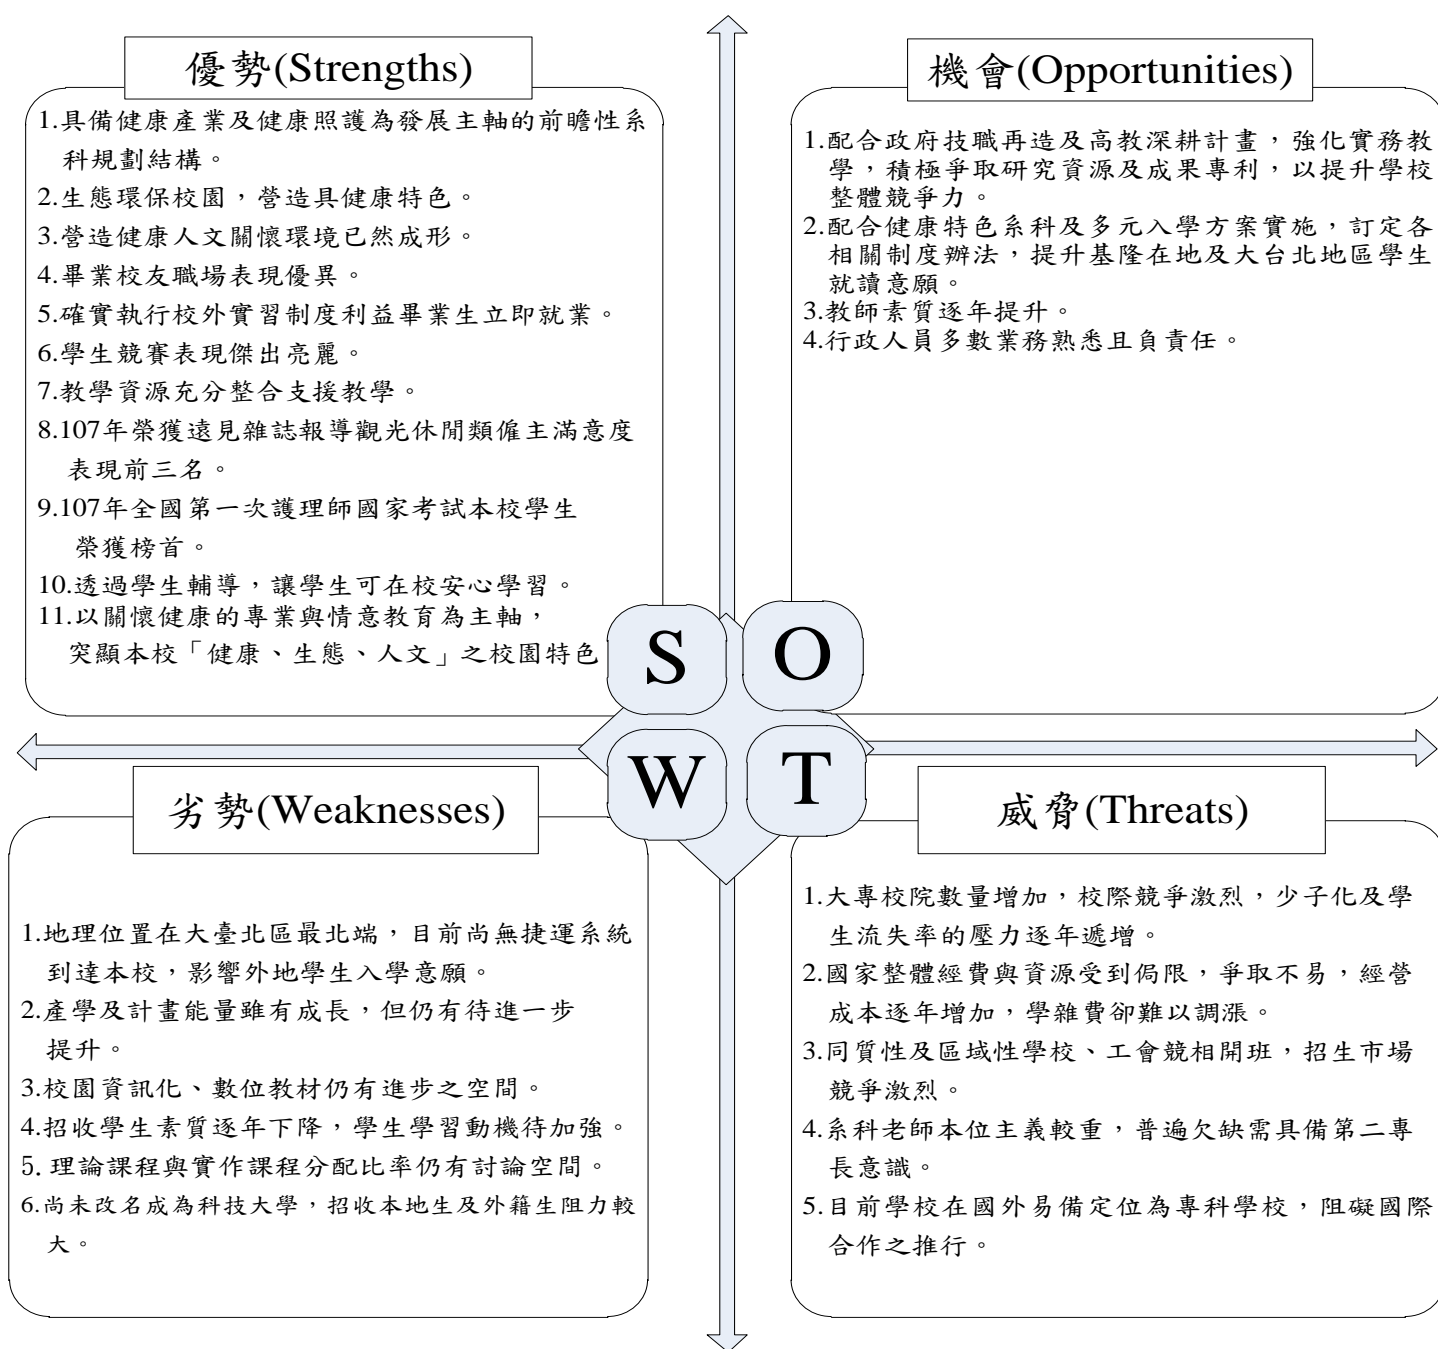 優勢(Strengths)
1.具備健康產業及健康照護為發展主軸的前瞻性系
科規劃結構。
2.生態環保校園，營造具健康特色。
3.營造健康人文關懷環境已然成形。
4.畢業校友職場表現優異。
5.確實執行校外實習制度利益畢業生立即就業。
6.學生競賽表現傑出亮麗。
7.教學資源充分整合支援教學。
8.107年榮獲遠見雜誌報導觀光休閒類僱主滿意度
表現前三名。
9.107年全國第一次護理師國家考試本校學生
榮獲榜首。
10.透過學生輔導，讓學生可在校安心學習。
11.以關懷健康的專業與情意教育為主軸，
突顯本校「健康、生態、人文」之校園特色
機會(Opportunities)
1.配合政府技職再造及高教深耕計畫，強化實務教
學，積極爭取研究資源及成果專利，以提升學校
整體競爭力。
2.配合健康特色系科及多元入學方案實施，訂定各
相關制度辦法，提升基隆在地及大台北地區學生
就讀意願。
3.教師素質逐年提升。
4.行政人員多數業務熟悉且負責任。
S
O
W
T
劣勢(Weaknesses)
1.地理位置在大臺北區最北端，目前尚無捷運系統
到達本校，影響外地學生入學意願。
2.產學及計畫能量雖有成長，但仍有待進一步
提升。
3.校園資訊化、數位教材仍有進步之空間。
4.招收學生素質逐年下降，學生學習動機待加強。
5.理論課程與實作課程分配比率仍有討論空間。
6.尚未改名成為科技大學，招收本地生及外籍生阻力較
大。
威脅(Threats)
1.大專校院數量增加，校際競爭激烈，少子化及學
生流失率的壓力逐年遞增。
2.國家整體經費與資源受到侷限，爭取不易，經營
成本逐年增加，學雜費卻難以調漲。
3.同質性及區域性學校、工會競相開班，招生市場
競爭激烈。
4.系科老師本位主義較重，普遍欠缺需具備第二專
長意識。
5.目前學校在國外易備定位為專科學校，阻礙國際
合作之推行。